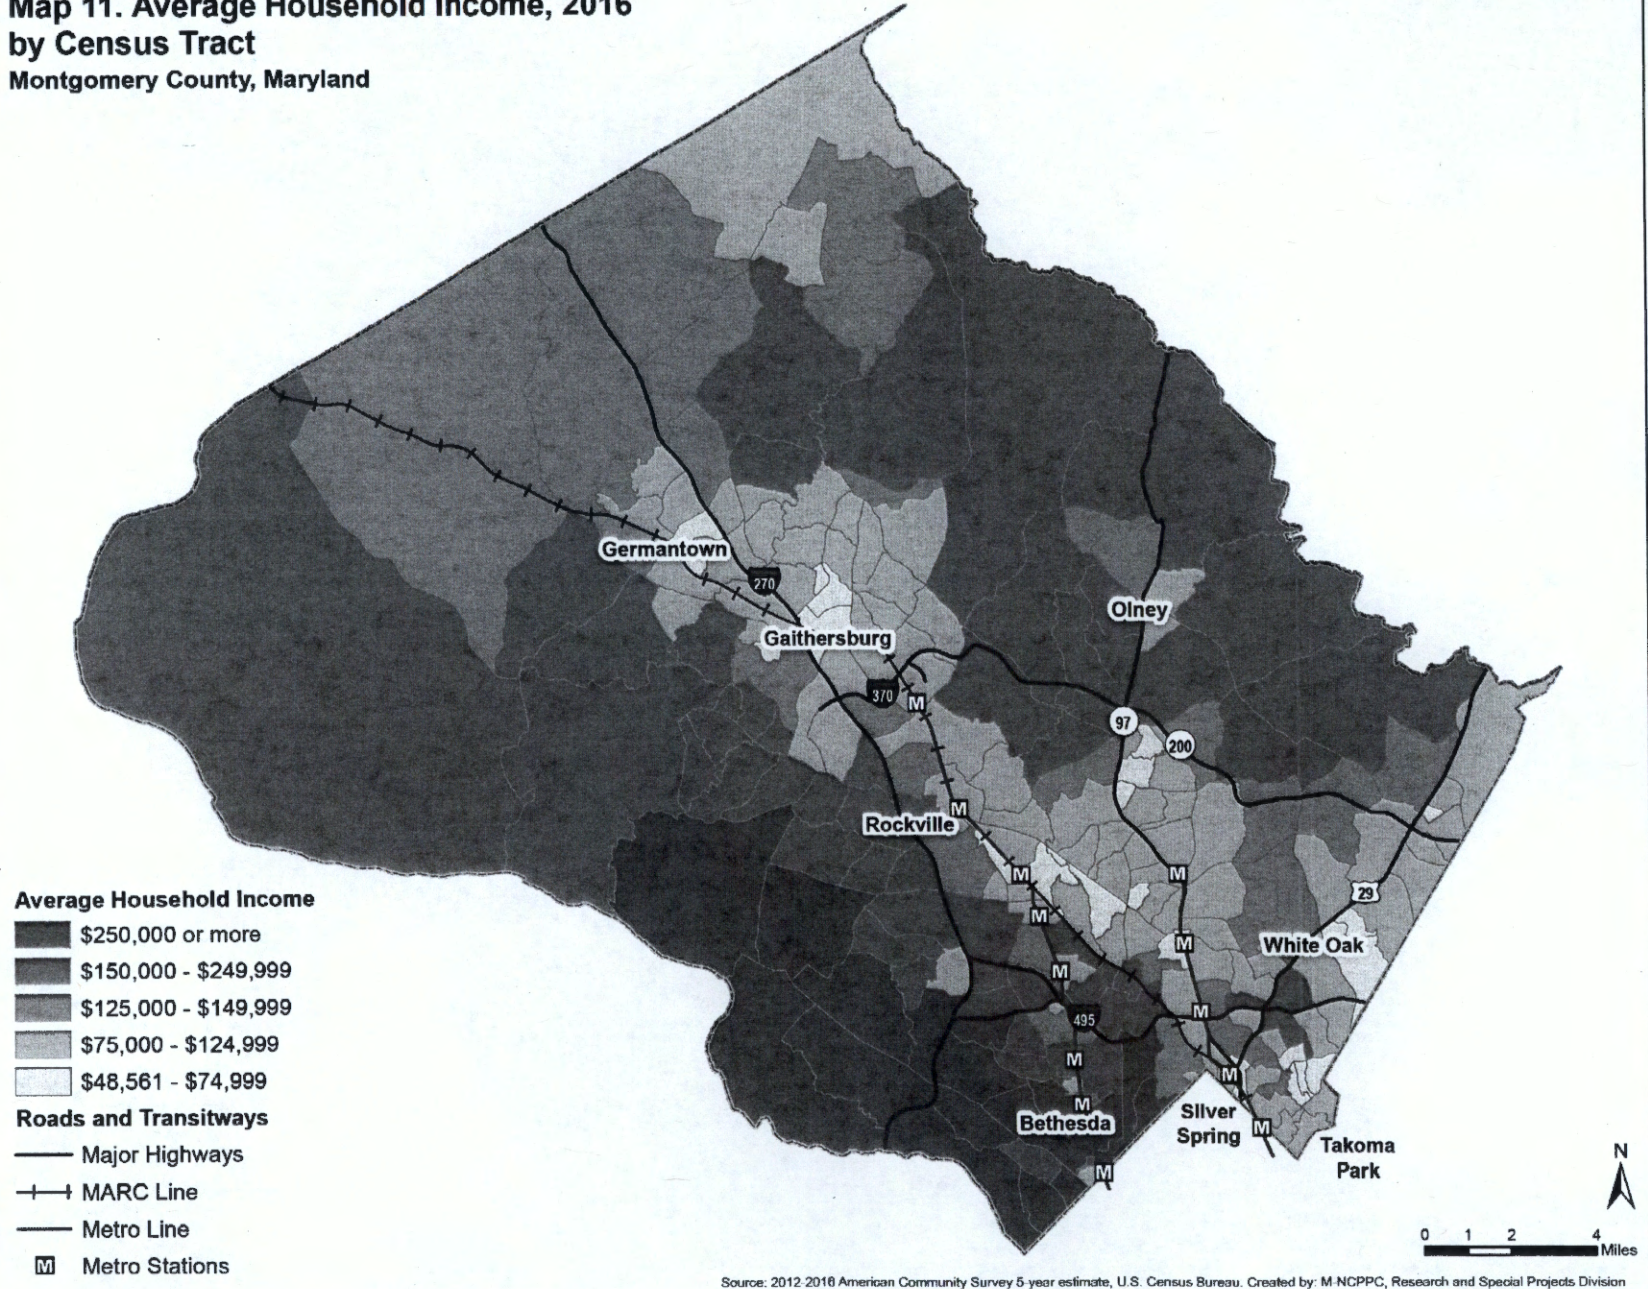 Map 11. Average Household Income, 2016
by Census Tract
Montgomery County, Maryland
Germantown
270
Gaithersburg
370
M
Olney
97
200
Rockville
M
M
M
M
29
White Oak
M
M
M
495
M
M
M
Bethesda
Silver
Spring
M
Takoma
Park
M
Average Household Income
$250,000 or more
$150,000 - $249,999
$125,000 - $149,999
$75,000 - $124,999
$48,561 - $74,999
Roads and Transitways
Major Highways
MARC Line
Metro Line
M Metro Stations
N
0 1 2 4
Miles
Source: 2012-2016 American Community Survey 5-year estimate, U.S. Census Bureau. Created by: M-NCPPC, Research and Special Projects Division